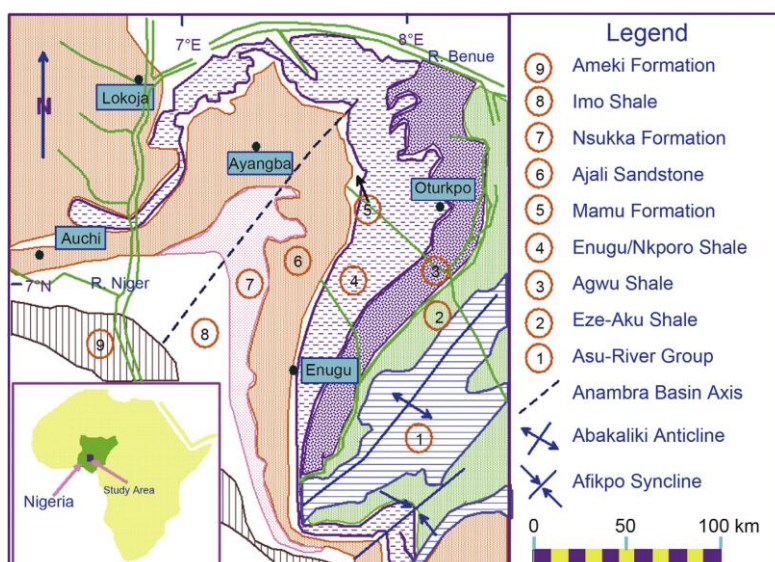 7°E
8°E
R. Benue
Lokoja
N
Ayangba
Oturkpo
5
Auchi
6
7°N
R. Niger
7
4
3
2
8
9
Enugu
1
Nigeria
Study Area
Legend
9 Ameki Formation
8 Imo Shale
7 Nsukka Formation
6 Ajali Sandstone
5 Mamu Formation
4 Enugu/Nkporo Shale
3 Agwu Shale
2 Eze-Aku Shale
1 Asu-River Group
Anambra Basin Axis
Abakaliki Anticline
Afikpo Syncline
0 50 100 km